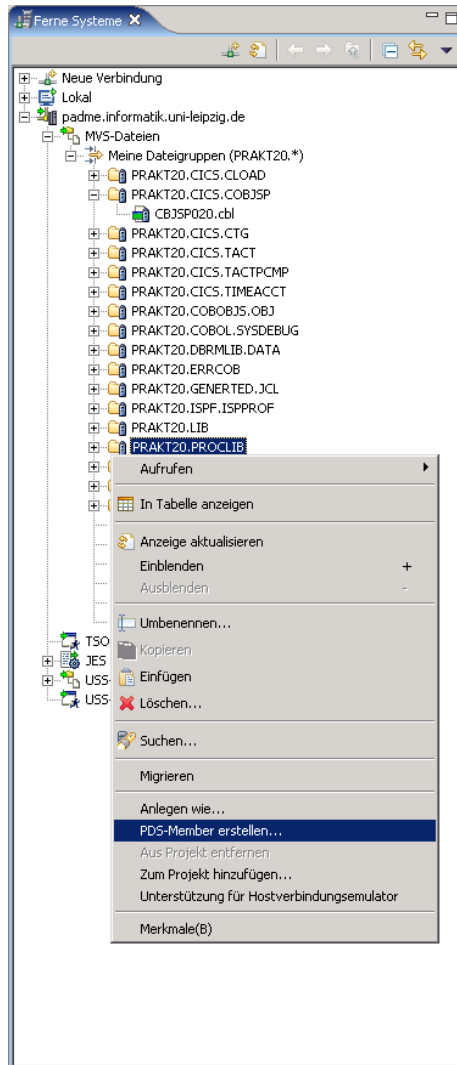 Ferne Systeme
Neue Verbindung
Lokal
padme.informatik.uni-leipzig.de
MVS-Dateien
Meine Dateigruppen (PRAKT20.*)
PRAKT20.CICS.CLOAD
PRAKT20.CICS.COBJSP
CBJSP020.cbl
PRAKT20.CICS.CTG
PRAKT20.CICS.TACT
PRAKT20.CICS.TACTPCMP
PRAKT20.CICS.TIMEACCT
PRAKT20.COBOBJS.OBJ
PRAKT20.COBOL.SYSDEBUG
PRAKT20.DBRMLIB.DATA
PRAKT20.ERRCOB
PRAKT20.GENERTED.JCL
PRAKT20.ISPF.ISPPROF
PRAKT20.LIB
PRAKT20.PROCLIB
Aufrufen
In Tabelle anzeigen
Anzeige aktualisieren
Einblenden +
Ausblenden -
Umbenennen...
TSO
Kopieren
JES
Einfügen
USS-
Löschen...
USS-
Suchen...
Migrieren
Anlegen wie...
PDS-Member erstellen...
Aus Projekt entfernen
Zum Projekt hinzufügen...
Unterstützung für Hostverbindungsemulator
Merkmale(B)